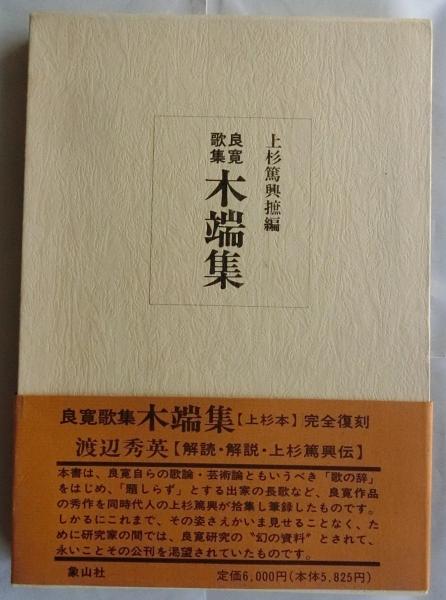 上杉篤興摭編
良寛
歌集
木端集
良寛歌集木端集【上杉本】完全復刻
渡辺秀英【解読・解説・上杉篤興伝】
本書は、良寛自らの歌論・芸術論ともいうべき「歌の辞」
をはじめ、「題しらず」とする出家の長歌など、良寛作品
の秀作を同時代人の上杉篤興が拾集し筆録したものです。
しかるにこれまで、その姿さえかいま見せることなく、た
めに研究家の間では、良寛研究の〝幻の資料〟とされて、
永いことその公刊を渇望されていたものです。
象山社
定価6,000円(本体5,825円)